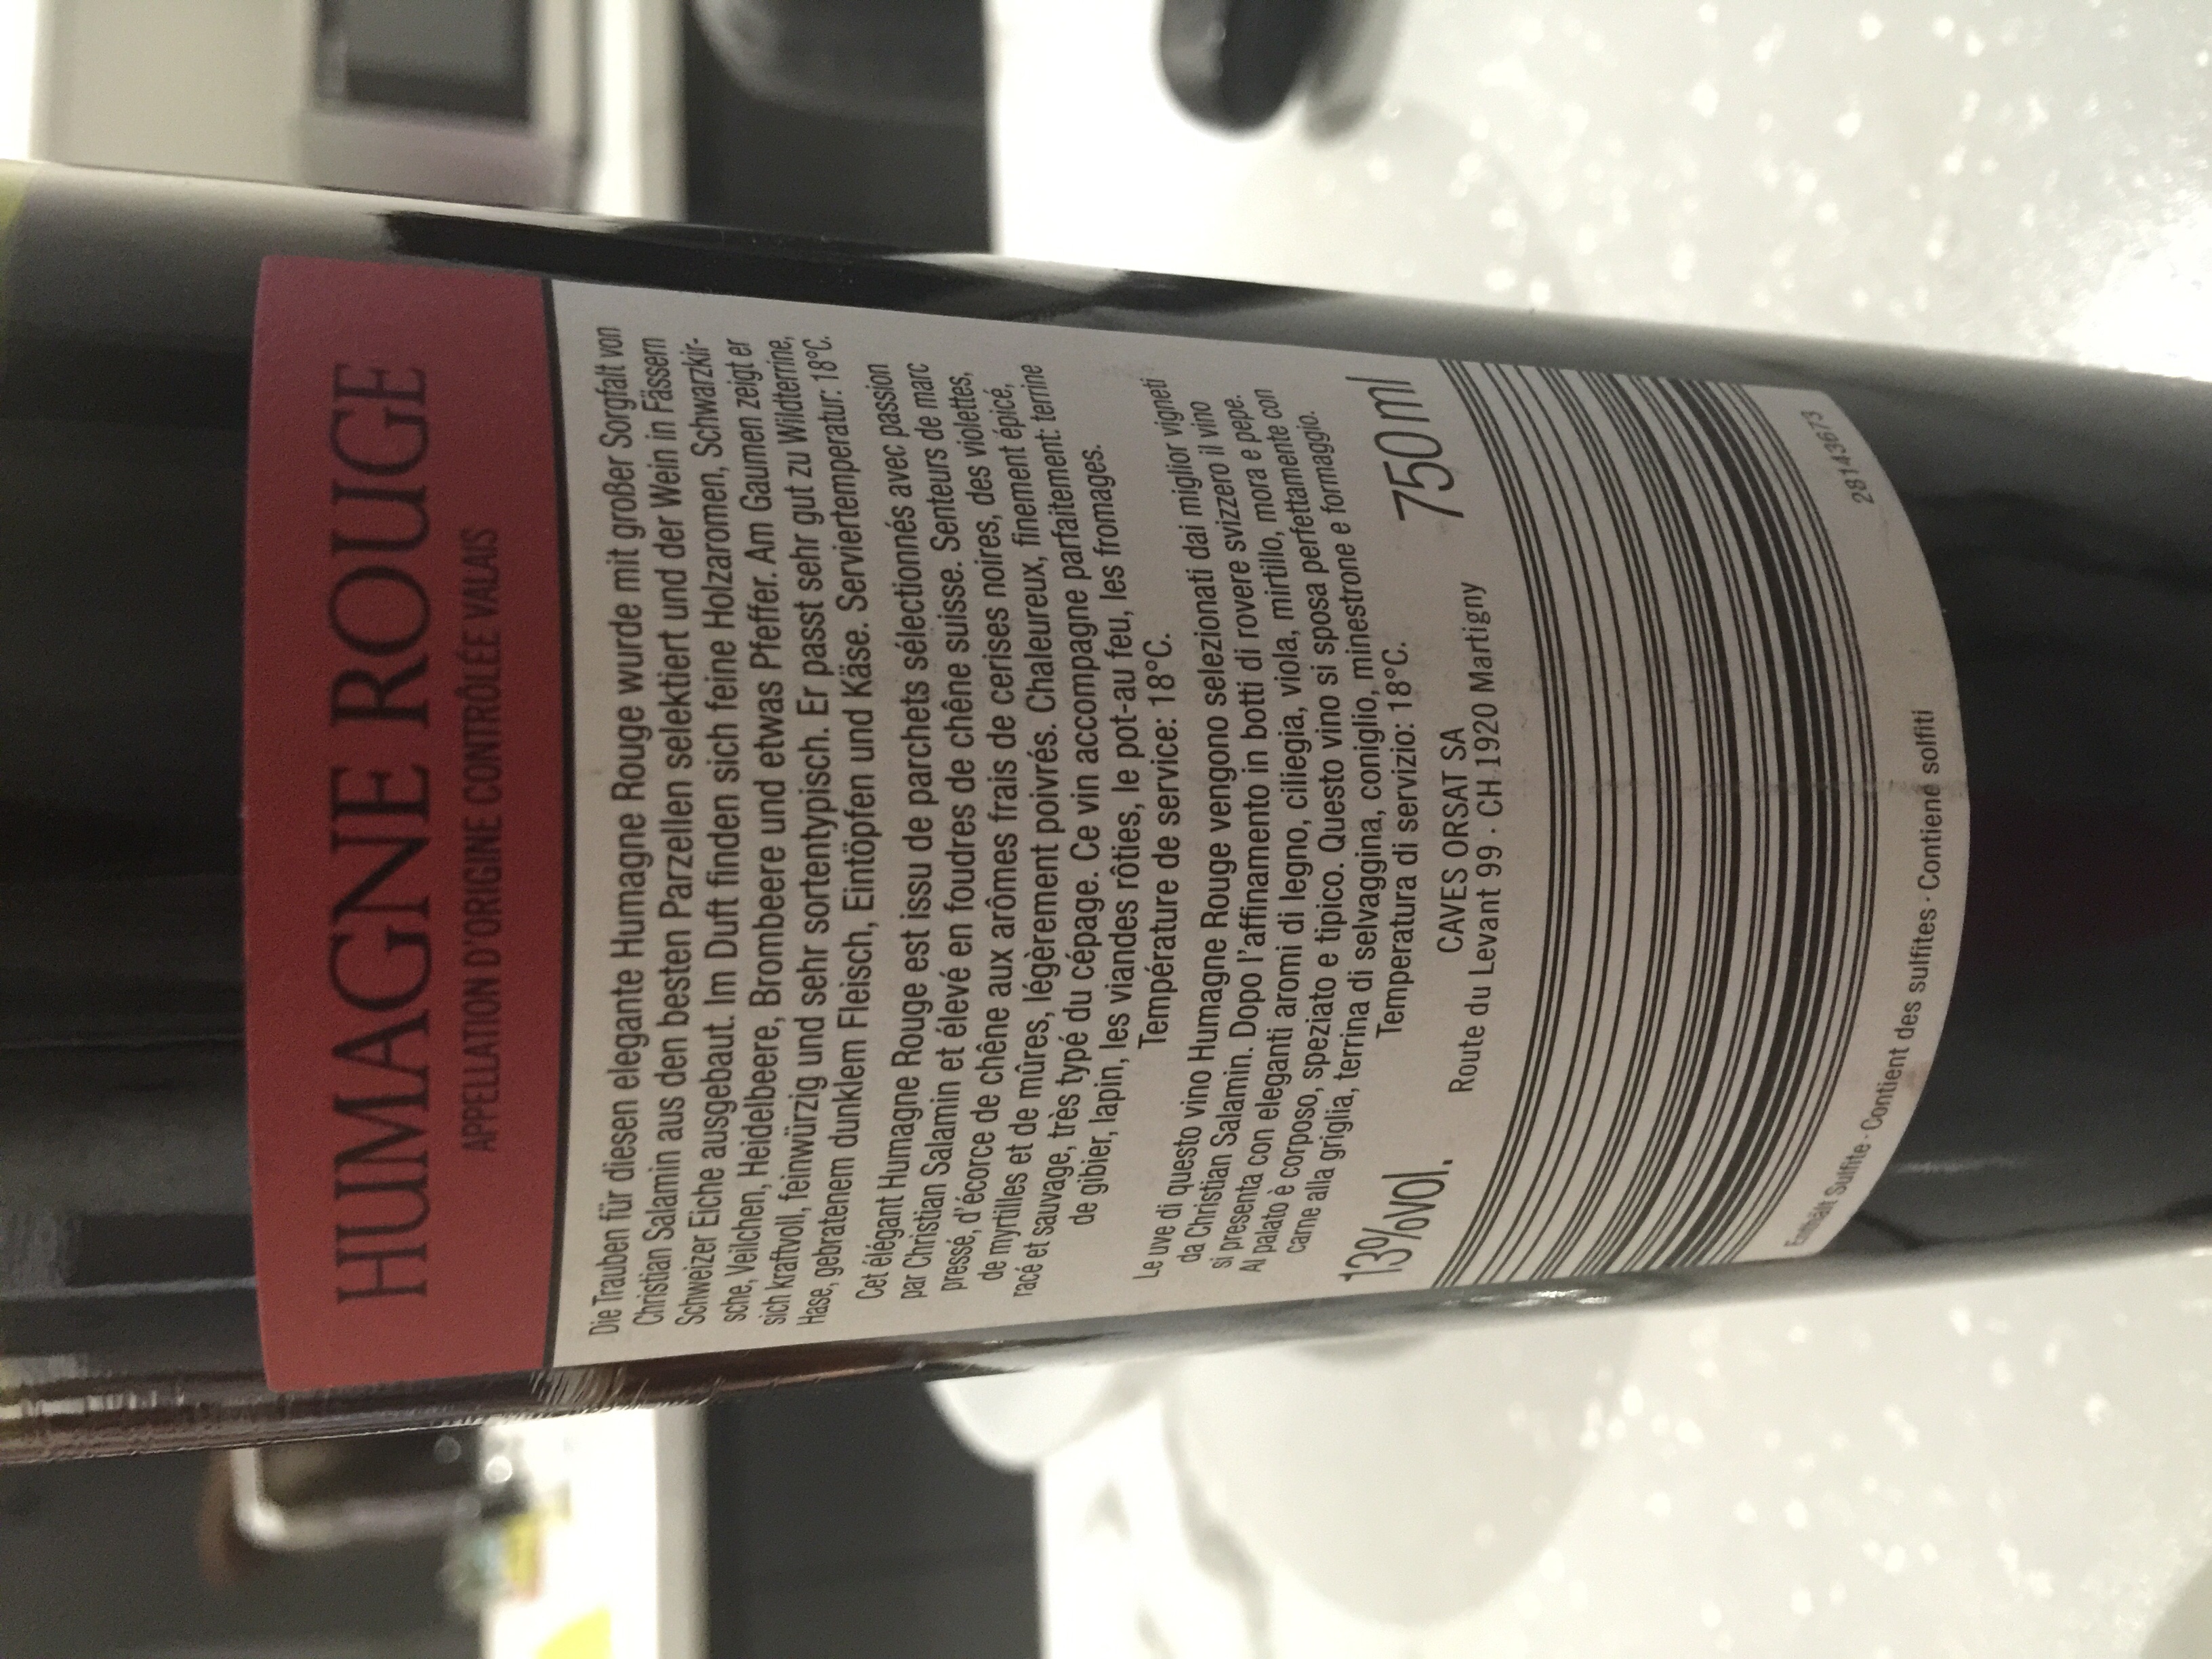 HUMAGNE ROUGE
APPELLATION D'ORIGINE CONTRÔLÉE VALAIS
Die Trauben für diesen elegante Humagne Rouge wurde mit großer Sorgfalt von
Christian Salamin aus den besten Parzellen selektiert und der Wein in Fässern
Schweizer Eiche ausgebaut. Im Duft finden sich feine Holzaromen, Schwarzkir-
sche, Veilchen, Heidelbeere, Brombeere und etwas Pfeffer. Am Gaumen zeigt er
sich kraftvoll, feinwürzig und sehr sortentypisch. Er passt sehr gut zu Wildterrine,
Hase, gebratenem dunklem Fleisch, Eintöpfen und Käse. Serviertemperatur: 18°C.
Cet élégant Humagne Rouge est issu de parchets sélectionnés avec passion
par Christian Salamin et élevé en foudres de chêne suisse. Senteurs de marc
pressé, d'écorce de chêne aux arômes frais de cerises noires, des violettes,
de myrtilles et de mûres, légèrement poivrés. Chaleureux, finement épicé,
racé et sauvage, très typé du cépage. Ce vin accompagne parfaitement: terrine
de gibier, lapin, les viandes rôties, le pot-au feu, les fromages.
Température de service: 18°C.
Le uve di questo vino Humagne Rouge vengono selezionati dai miglior vigneti
da Christian Salamin. Dopo l'affinamento in botti di rovere svizzero il vino
si presenta con eleganti aromi di legno, ciliegia, viola, mirtillo, mora e pepe.
Al palato è corposo, speziato e tipico. Questo vino si sposa perfettamente con
carne alla griglia, terrina di selvaggina, coniglio, minestrone e formaggio.
Temperatura di servizio: 18°C.
13%vol. CAVES ORSAT SA 750ml
Route du Levant 99 · CH 1920 Martigny
28143673
Enthält Sulfite · Contient des sulfites · Contiene solfiti